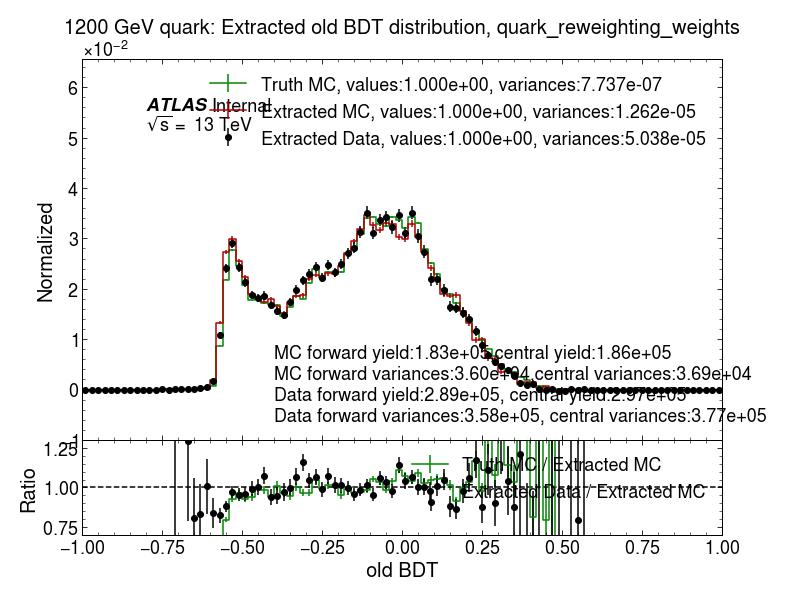 1200 GeV quark: Extracted old BDT distribution, quark_reweighting_weights
×10⁻²
Truth MC, values:1.000e+00, variances:7.737e-07
ATLAS Internal
Extracted MC, values:1.000e+00, variances:1.262e-05
√s = 13 TeV
Extracted Data, values:1.000e+00, variances:5.038e-05
6
5
4
3
2
1
0
1
Normalized
MC forward yield:1.83e+05, central yield:1.86e+05
MC forward variances:3.60e+04, central variances:3.69e+04
Data forward yield:2.89e+05, central yield:2.97e+05
Data forward variances:3.58e+05, central variances:3.77e+05
1.25
1.00
0.75
Ratio
Truth MC / Extracted MC
Extracted Data / Extracted MC
−1.00 −0.75 −0.50 −0.25 0.00 0.25 0.50 0.75 1.00
old BDT